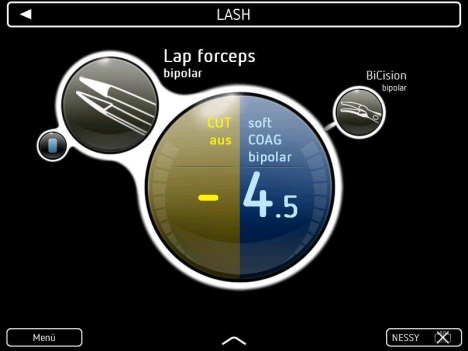 LASH
Lap forceps
bipolar
BiCision
bipolar
CUT
aus
soft
COAG
bipolar
-
4.5
Menü
NESSY